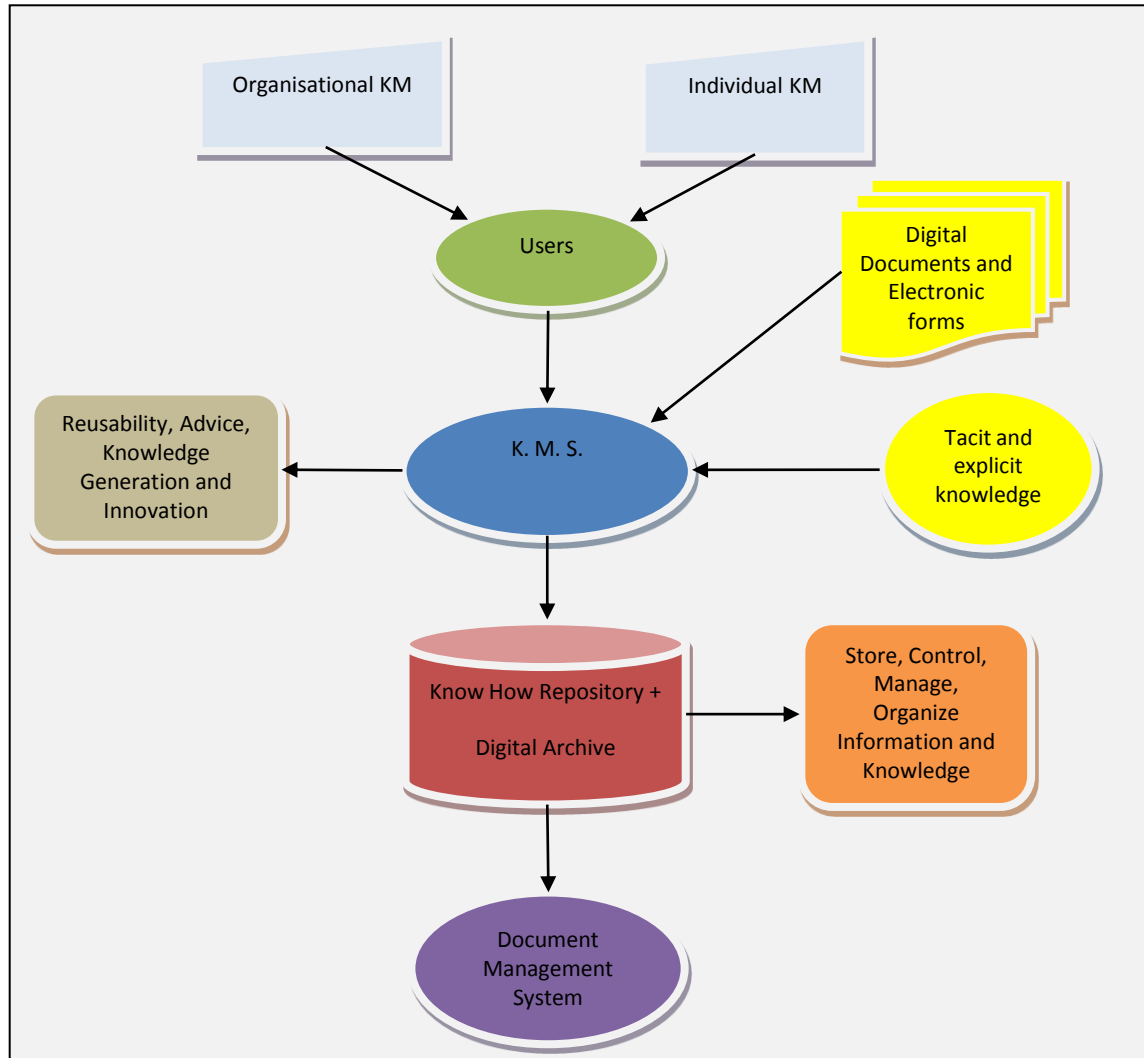 Organisational KM
Individual KM
Users
Digital
Documents and
Electronic
forms
Reusability, Advice,
Knowledge
Generation and
Innovation
K. M. S.
Tacit and
explicit
knowledge
Know How Repository +
Digital Archive
Store, Control,
Manage,
Organize
Information and
Knowledge
Document
Management
System